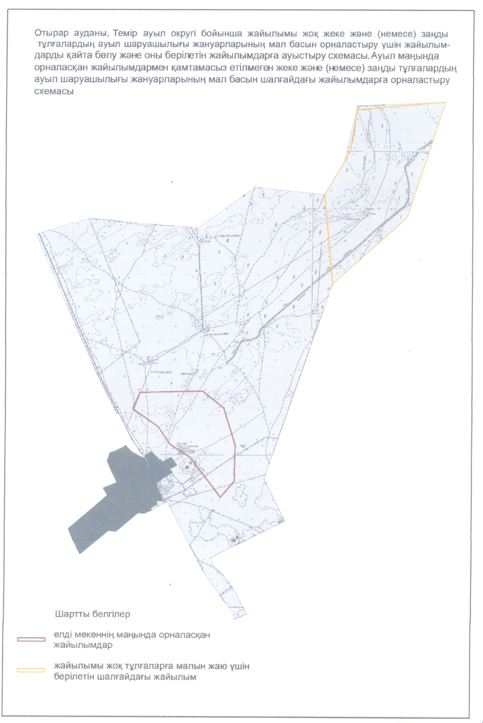 Отырар ауданы, Темір ауыл округі бойынша жайылымы жоқ жеке және (немесе) заңды
тұлғалардың ауыл шаруашылығы жануарларының мал басын орналастыру үшін жайылым-
дарды қайта бөлу және оны берілетін жайылымдарға ауыстыру схемасы. Ауыл маңында
орналасқан жайылымдармен қамтамасыз етілмеген жеке және (немесе) заңды тұлғалардың
ауыл шаруашылығы жануарларының мал басын шалғайдағы жайылымдарға орналастыру
схемасы
Шартты белгілер
елді мекеннің маңында орналасқан
жайылымдар
жайылымы жоқ тұлғаларға малын жаю үшін
берілетін шалғайдағы жайылым